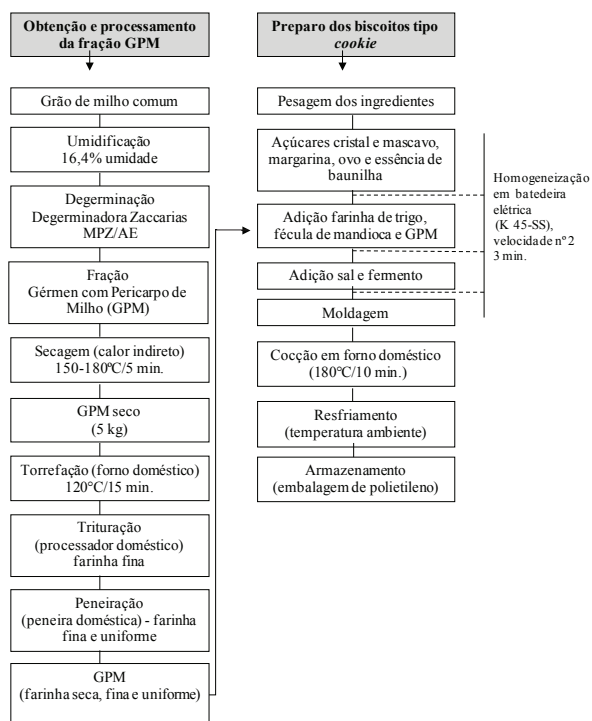 Obtenção e processamento
da fração GPM
Grão de milho comum
Umidificação
16,4% umidade
Degerminação
Degerminadora Zaccarias
MPZ/AE
Fração
Gérmen com Pericarpo de
Milho (GPM)
Secagem (calor indireto)
150-180ºC/5 min.
GPM seco
(5 kg)
Torrefação (forno doméstico)
120°C/15 min.
Trituração
(processador doméstico)
farinha fina
Peneiração
(peneira doméstica) - farinha
fina e uniforme
GPM
(farinha seca, fina e uniforme)
Preparo dos biscoitos tipo
cookie
Pesagem dos ingredientes
Açúcares cristal e mascavo,
margarina, ovo e essência de
baunilha
Adição farinha de trigo,
fécula de mandioca e GPM
Adição sal e fermento
Moldagem
Cocção em forno doméstico
(180°C/10 min.)
Resfriamento
(temperatura ambiente)
Armazenamento
(embalagem de polietileno)
Homogeneização
em batedeira
elétrica
(K 45-SS),
velocidade nº 2
3 min.